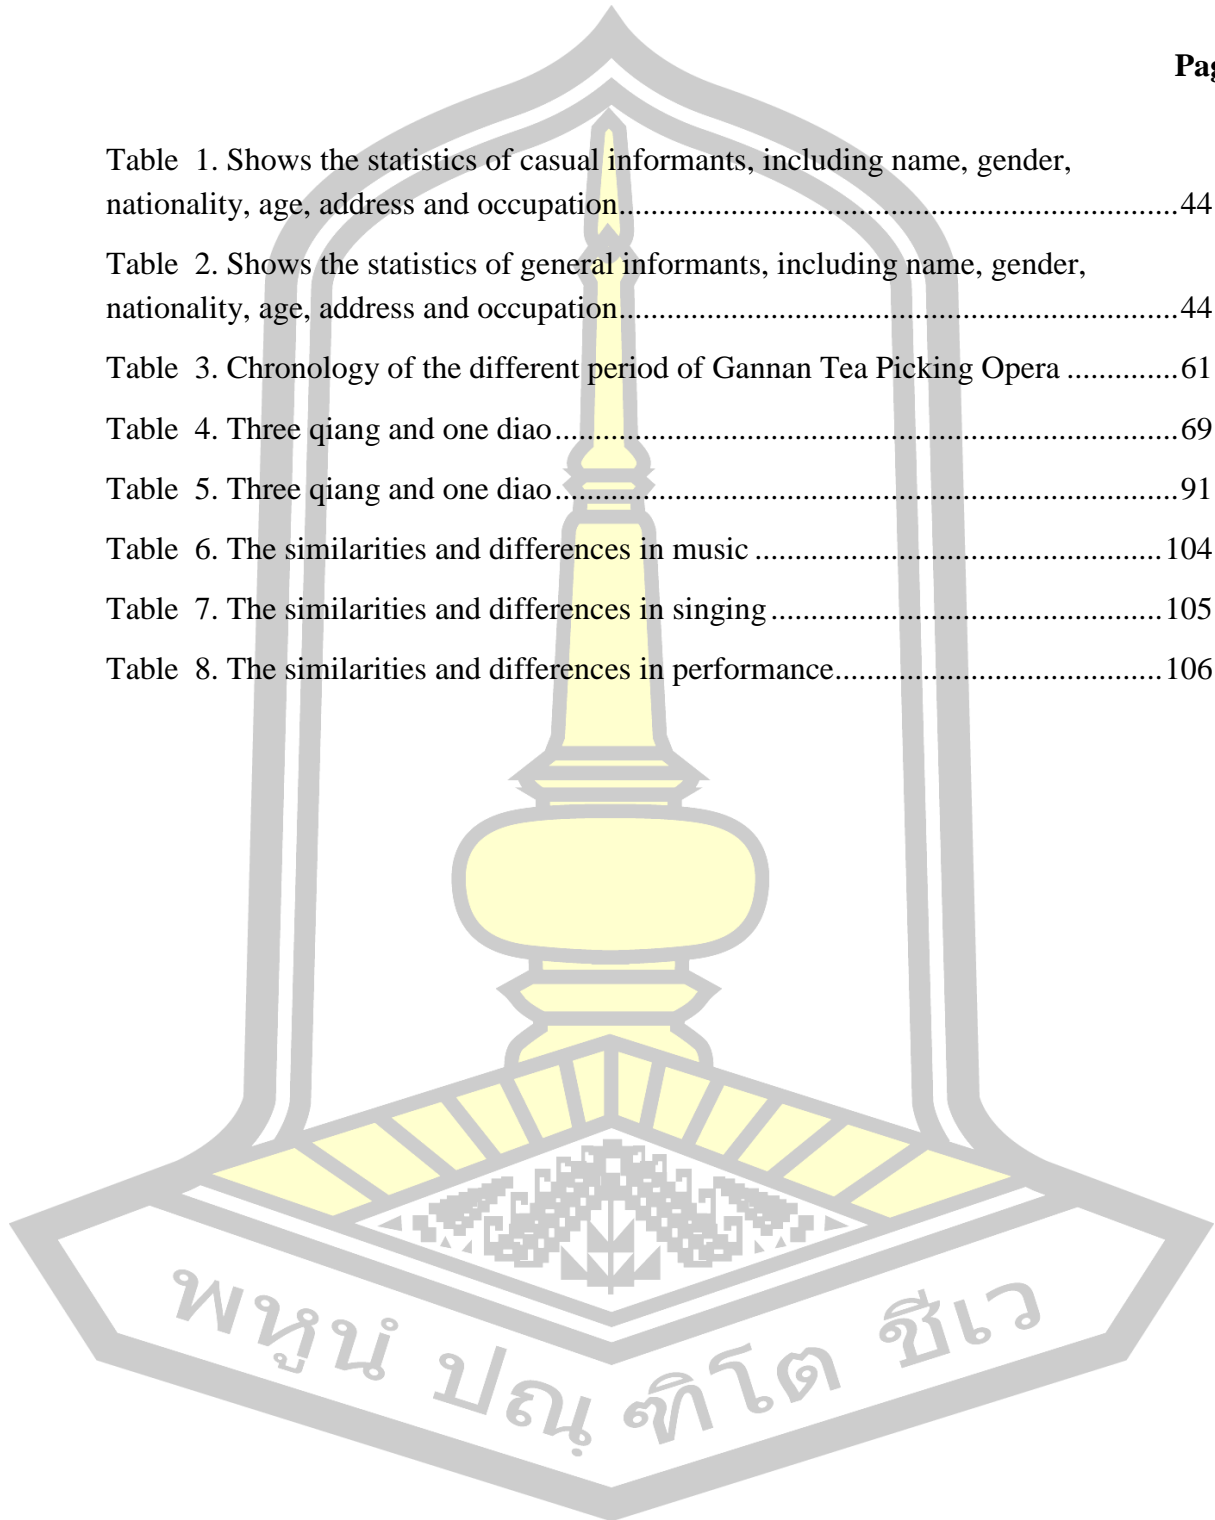 Pag
Table  1. Shows the statistics of casual informants, including name, gender,
nationality, age, address and occupation.......................................................................................44
Table  2. Shows the statistics of general informants, including name, gender,
nationality, age, address and occupation.......................................................................................44
Table  3. Chronology of the different period of Gannan Tea Picking Opera ..............61
Table  4. Three qiang and one diao.................................................................................................69
Table  5. Three qiang and one diao.................................................................................................91
Table  6. The similarities and differences in music ................................................................104
Table  7. The similarities and differences in singing..............................................................105
Table  8. The similarities and differences in performance.....................................................106
พหูนํ ปณฺฑิโต ชีเว